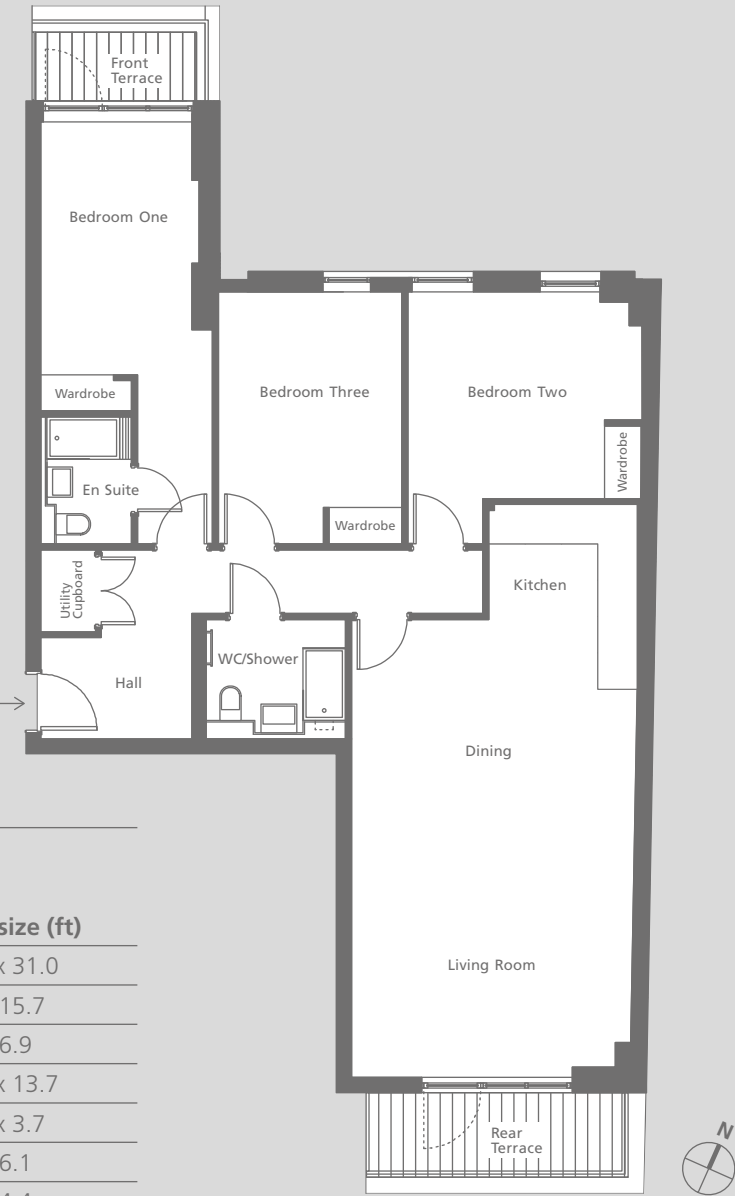 Front
Terrace
Bedroom One
Bedroom Three
Bedroom Two
Wardrobe
Wardrobe
En Suite
Wardrobe
Utility
Cupboard
Kitchen
WC/Shower
Hall
Dining
Living Room
Rear
Terrace
N
size (ft)
x 31.0
15.7
6.9
x 13.7
x 3.7
6.1